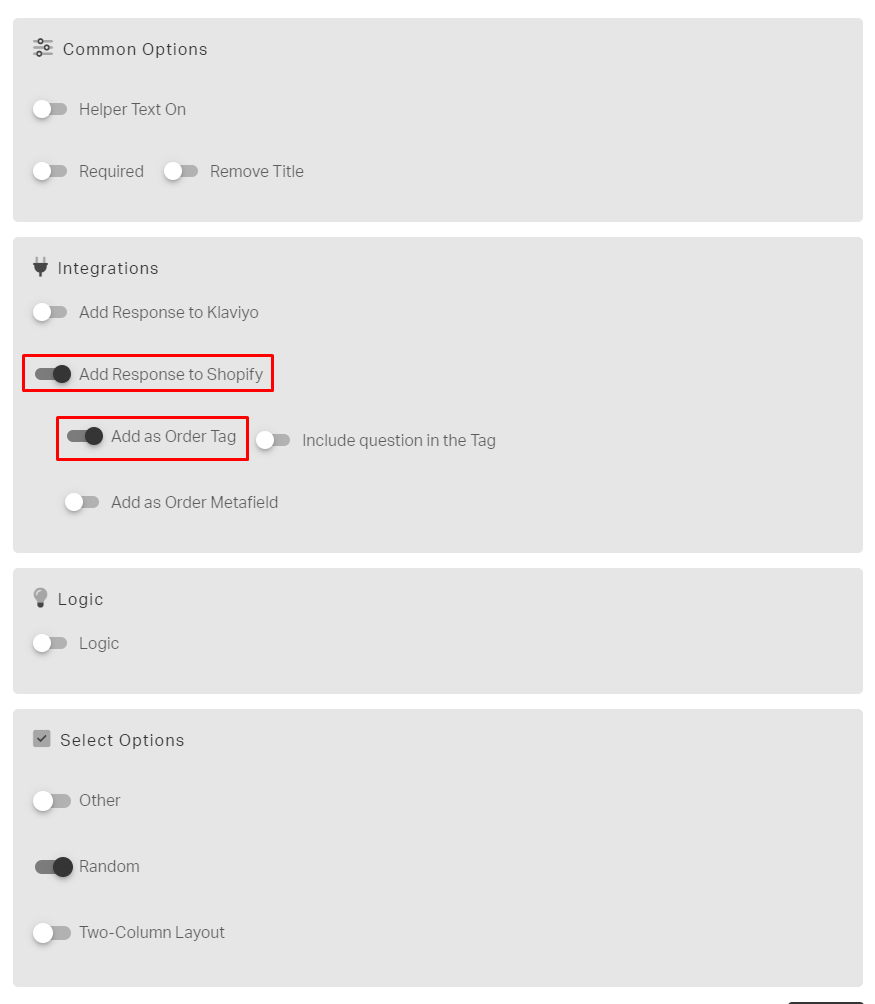 Common Options
Helper Text On
Required Remove Title
Integrations
Add Response to Klaviyo
Add Response to Shopify
Add as Order Tag Include question in the Tag
Add as Order Metafield
Logic
Logic
Select Options
Other
Random
Two-Column Layout